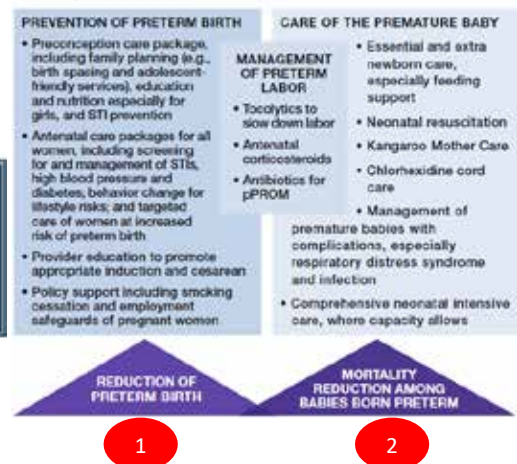 PREVENTION OF PRETERM BIRTH
• Preconception care package,
including family planning (e.g.,
birth spacing and adolescent-
friendly services), education
and nutrition especially for
girls, and STI prevention
• Antenatal care packages for all
women, including screening
for and management of STIs,
high blood pressure and
diabetes, behavior change for
lifestyle risks; and targeted
care of women at increased
risk of preterm birth
• Provider education to promote
appropriate induction and cesarean
• Policy support including smoking
cessation and employment
safeguards of pregnant women
MANAGEMENT
OF PRETERM
LABOR
• Tocolytics to
slow down labor
• Antenatal
corticosteroids
• Antibiotics for
pPROM
CARE OF THE PREMATURE BABY
• Essential and extra
newborn care,
especially feeding
support
• Neonatal resuscitation
• Kangaroo Mother Care
• Chlorhexidine cord
care
• Management of
premature babies with
complications, especially
respiratory distress syndrome
and infection
• Comprehensive neonatal intensive
care, where capacity allows
REDUCTION OF
PRETERM BIRTH
MORTALITY
REDUCTION AMONG
BABIES BORN PRETERM
1
2